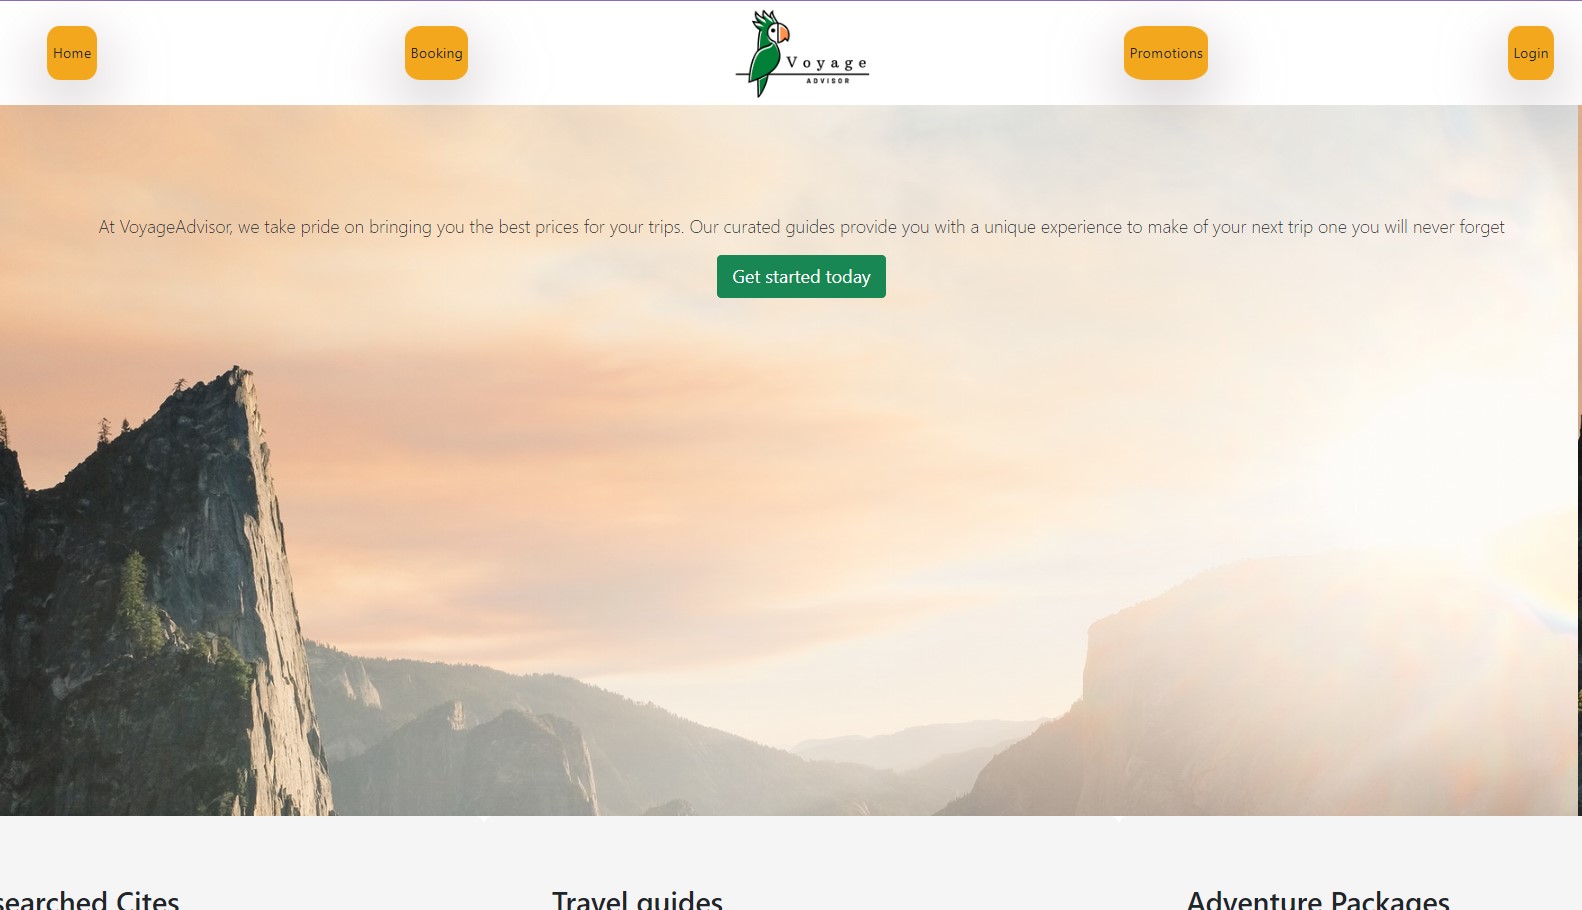 Home
Booking
Voyage
ADVISOR
Promotions
Login
At VoyageAdvisor, we take pride on bringing you the best prices for your trips. Our curated guides provide you with a unique experience to make of your next trip one you will never forget
Get started today
searched Cites
Travel guides
Adventure Packages